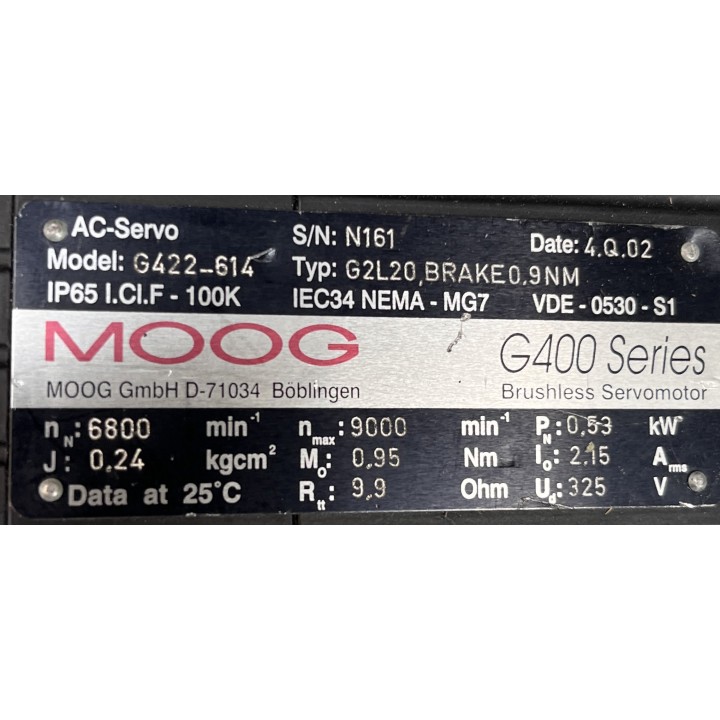 AC-Servo S/N: N161 Date: 4.Q.02
Model: G422-614 Typ: G2L20,BRAKE0.9NM
IP65 I.Cl.F - 100K IEC34 NEMA - MG7 VDE - 0530 - S1
MOOG G400 Series
MOOG GmbH D-71034 Böblingen Brushless Servomotor
nN: 6800 min⁻¹ nmax: 9000 min⁻¹ PN: 0,53 kW
J: 0.24 kgcm² Mo: 0.95 Nm Io: 2.15 Arms
Data at 25°C Rtt: 9.9 Ohm Ud: 325 V